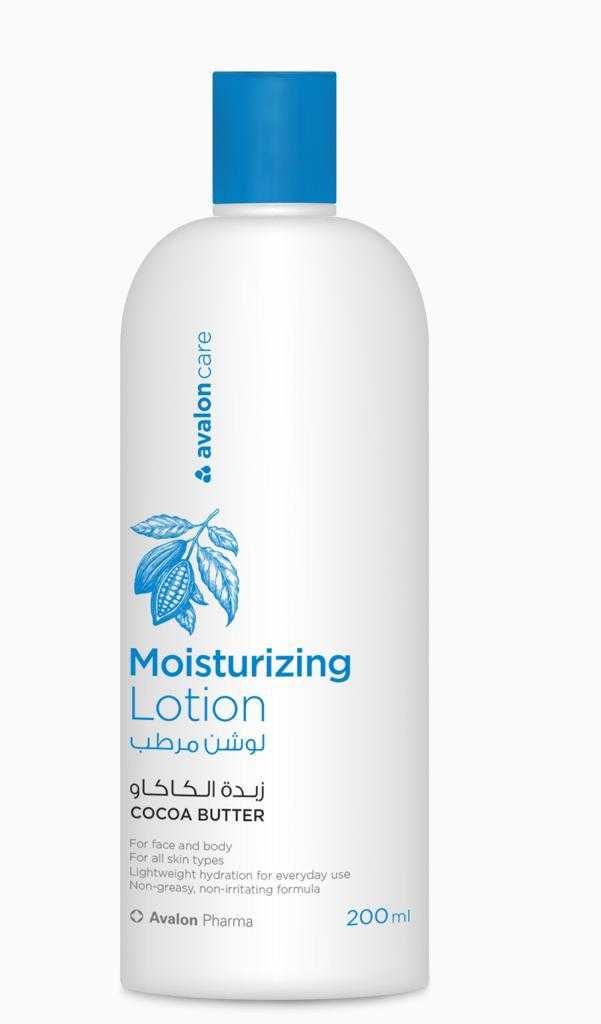 avalon care
Moisturizing
Lotion
لوشن مرطب
زبدة الكاكاو
COCOA BUTTER
For face and body
For all skin types
Lightweight hydration for everyday use
Non-greasy, non-irritating formula
Avalon Pharma
200 ml